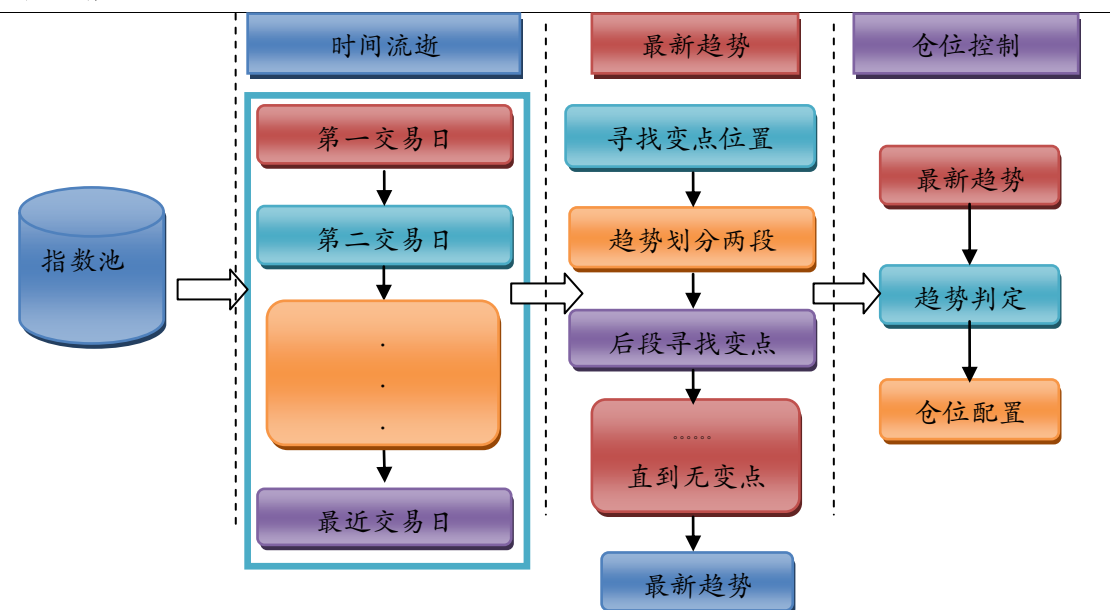 时间流逝
最新趋势
仓位控制
指数池
第一交易日
第二交易日
.
.
.
最近交易日
寻找变点位置
趋势划分两段
后段寻找变点
……
直到无变点
最新趋势
最新趋势
趋势判定
仓位配置